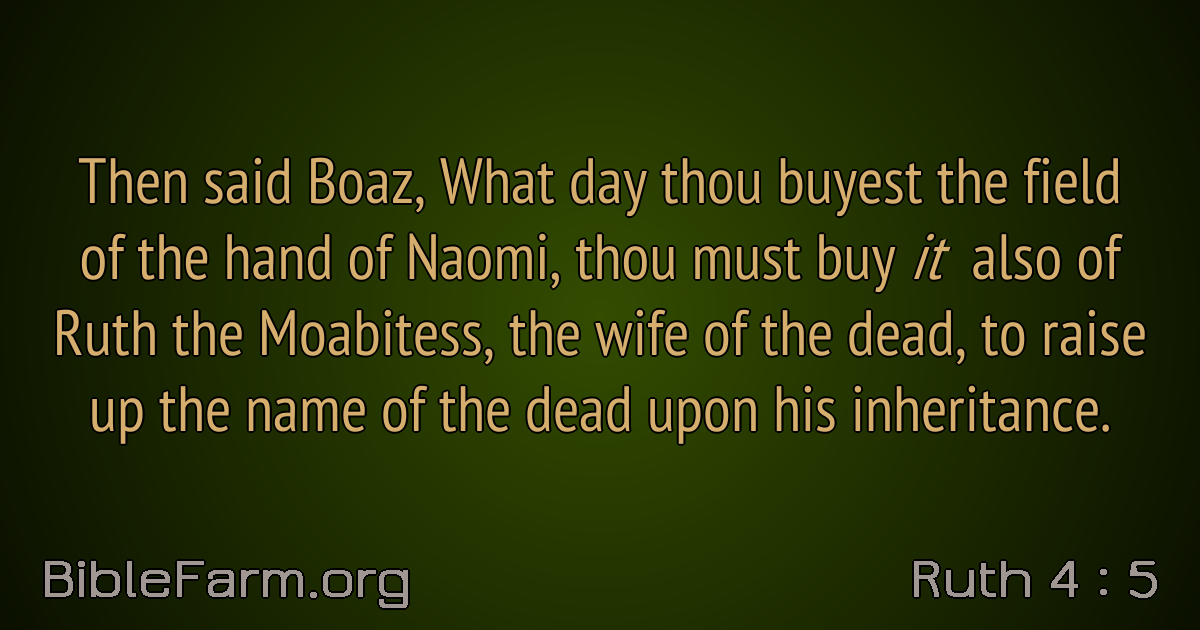 Then said Boaz, What day thou buyest the field
of the hand of Naomi, thou must buy it also of
Ruth the Moabitess, the wife of the dead, to raise
up the name of the dead upon his inheritance.
BibleFarm.org
Ruth 4 : 5